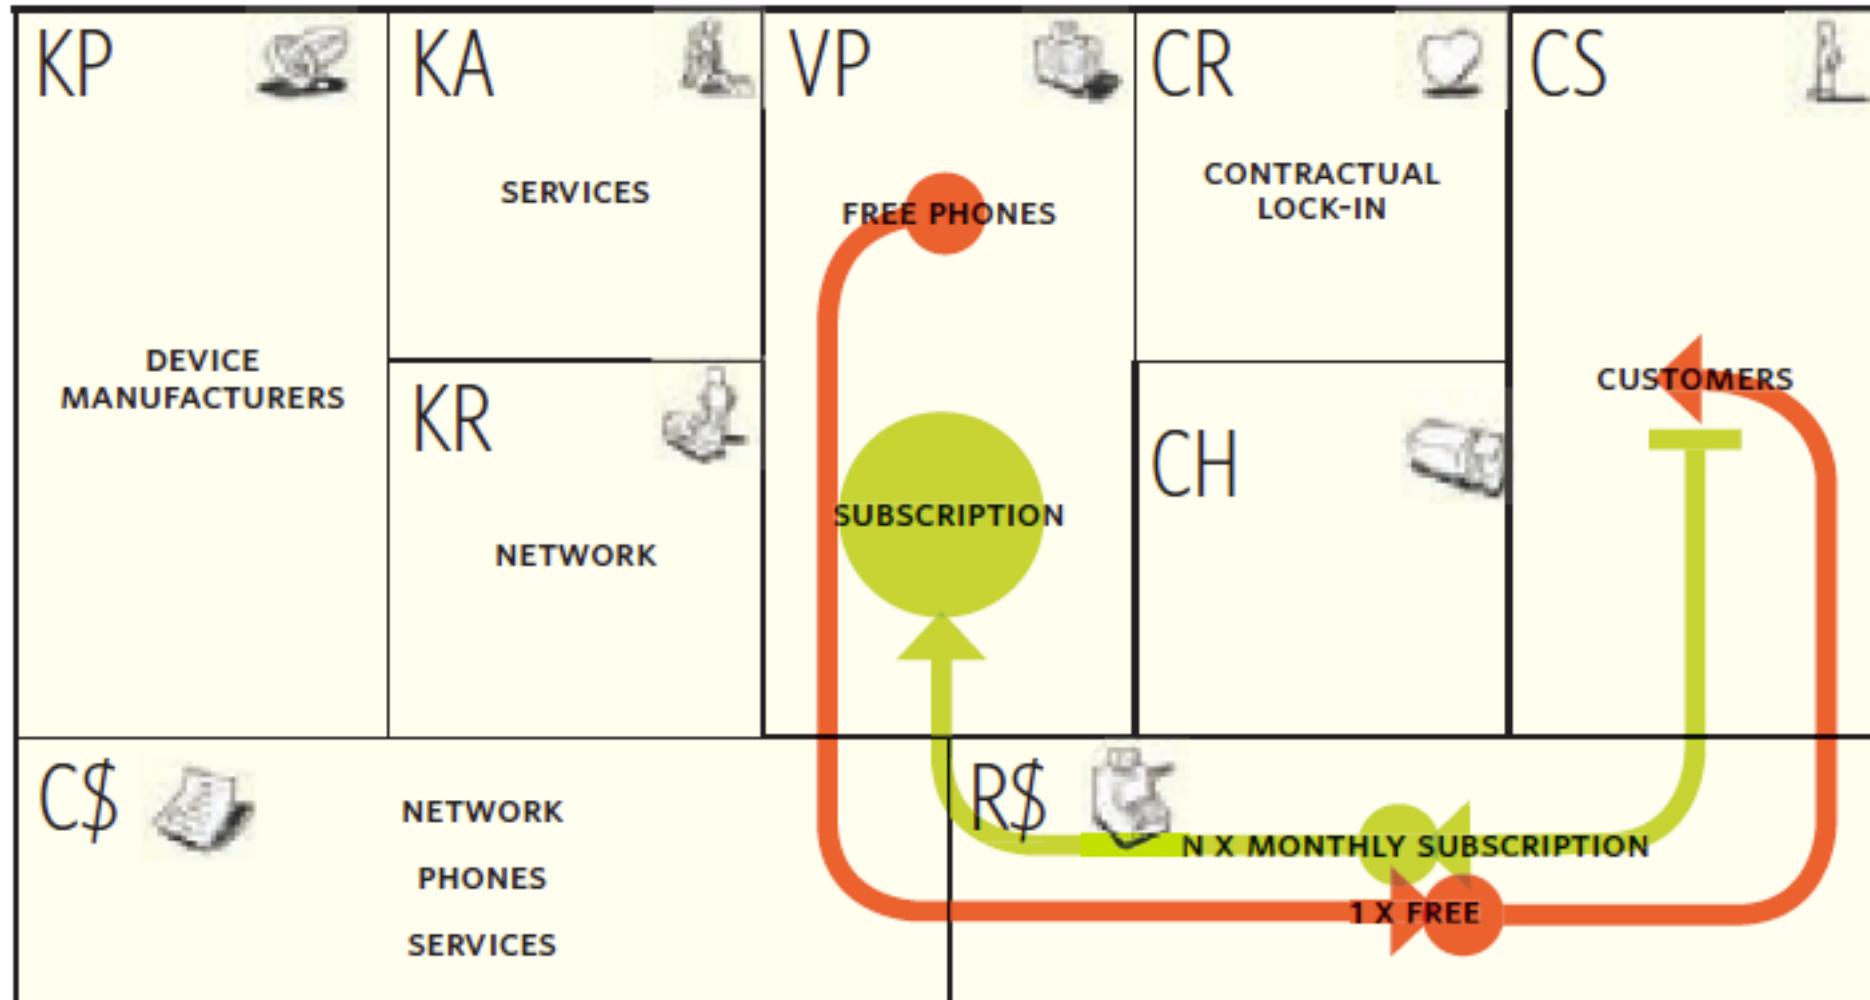 KP
DEVICE
MANUFACTURERS
KA
SERVICES
KR
NETWORK
VP
FREE PHONES
SUBSCRIPTION
CR
CONTRACTUAL
LOCK-IN
CH
CS
CUSTOMERS
C$
NETWORK
PHONES
SERVICES
R$
N X MONTHLY SUBSCRIPTION
1 X FREE